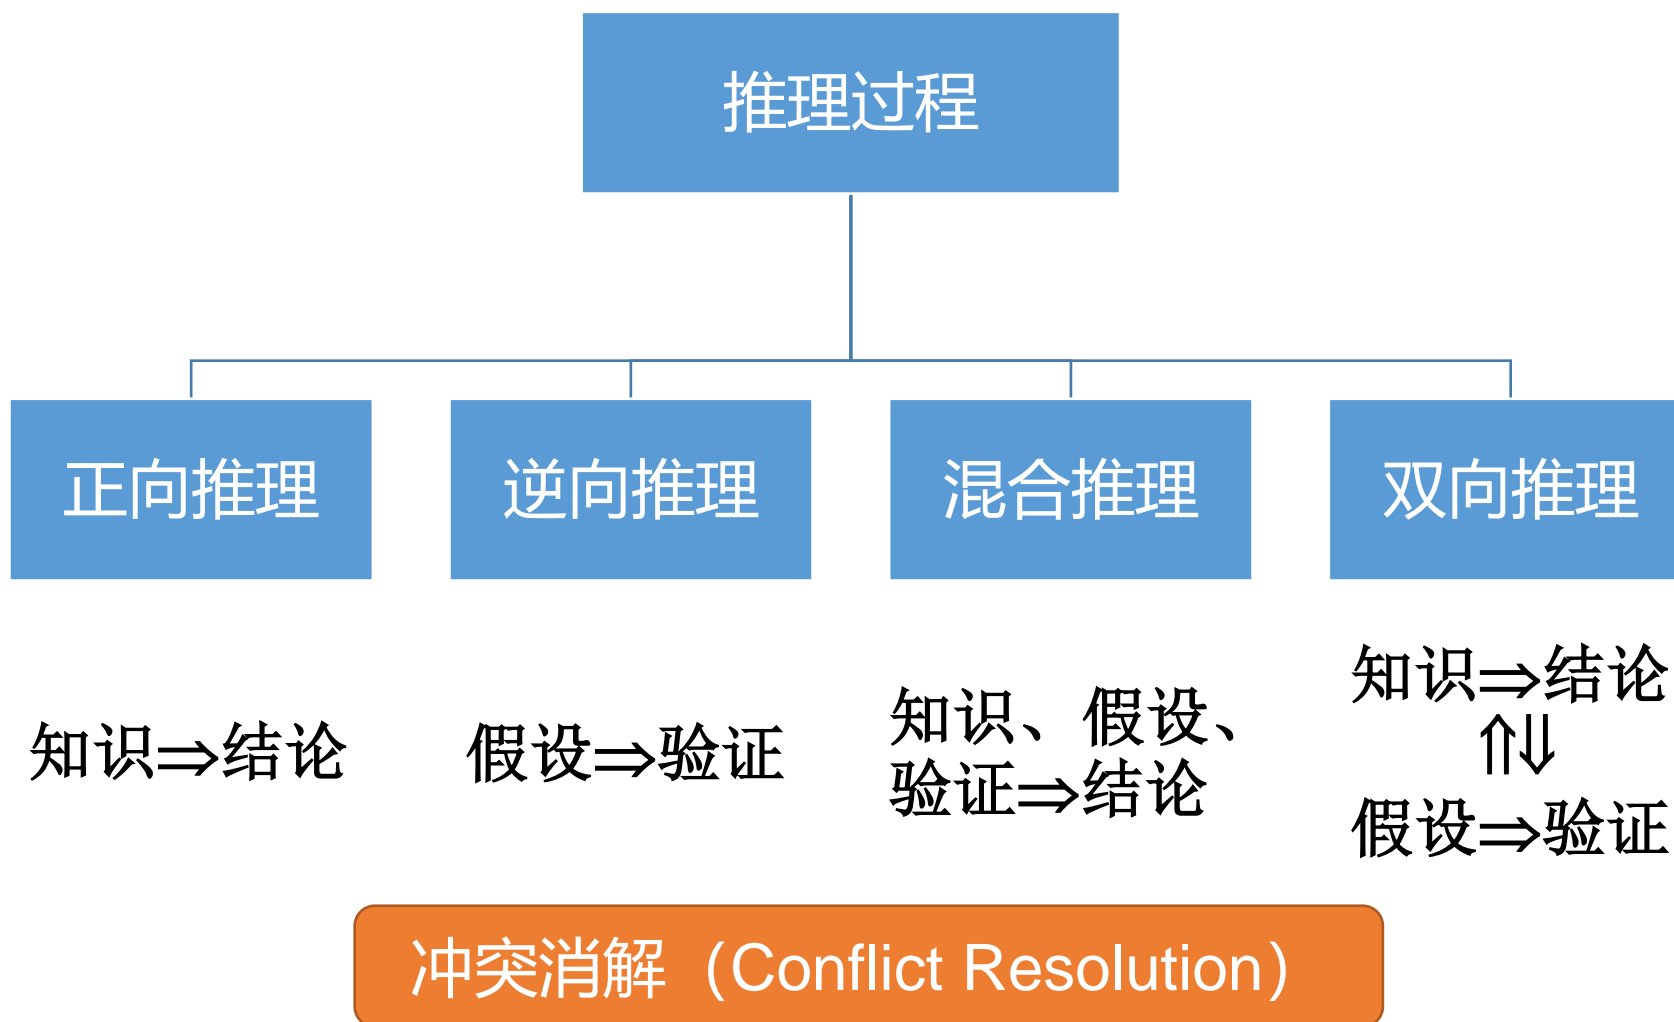 推理过程
正向推理
逆向推理
混合推理
双向推理
知识⇒结论
假设⇒验证
知识、假设、
验证⇒结论
知识⇒结论
⇑⇓
假设⇒验证
冲突消解（Conflict Resolution）